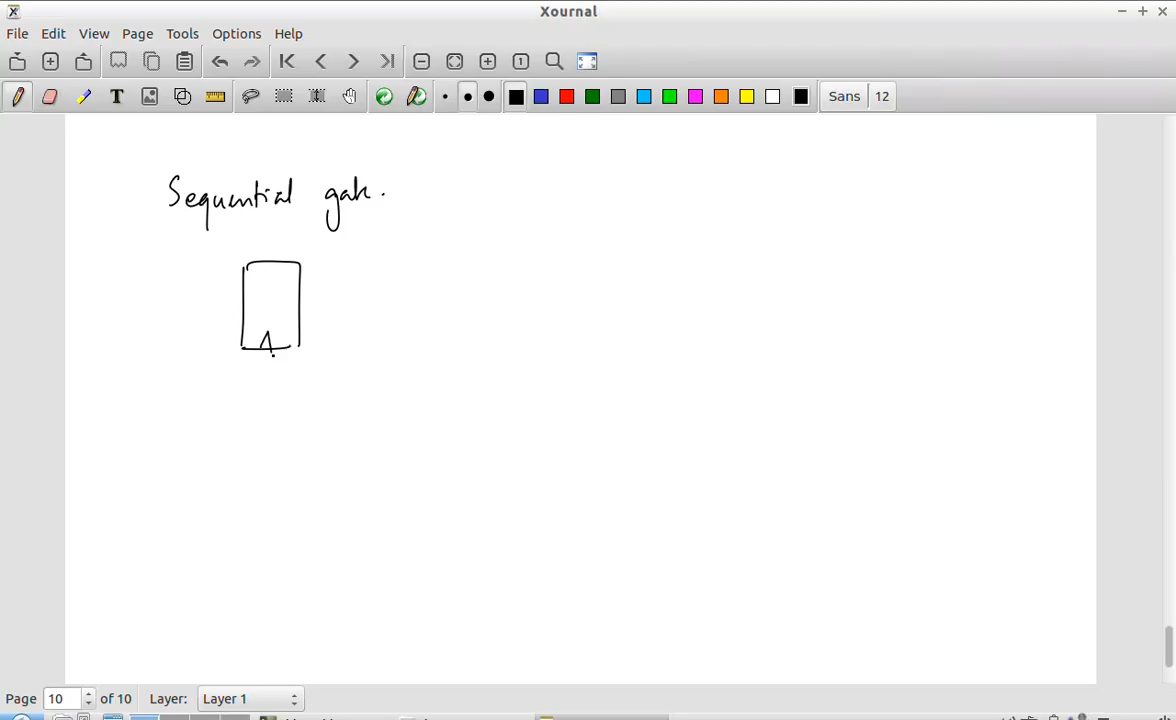 Xournal
File Edit View Page Tools Options Help
T Sans 12
Sequential gate.
Page 10 of 10 Layer: Layer 1